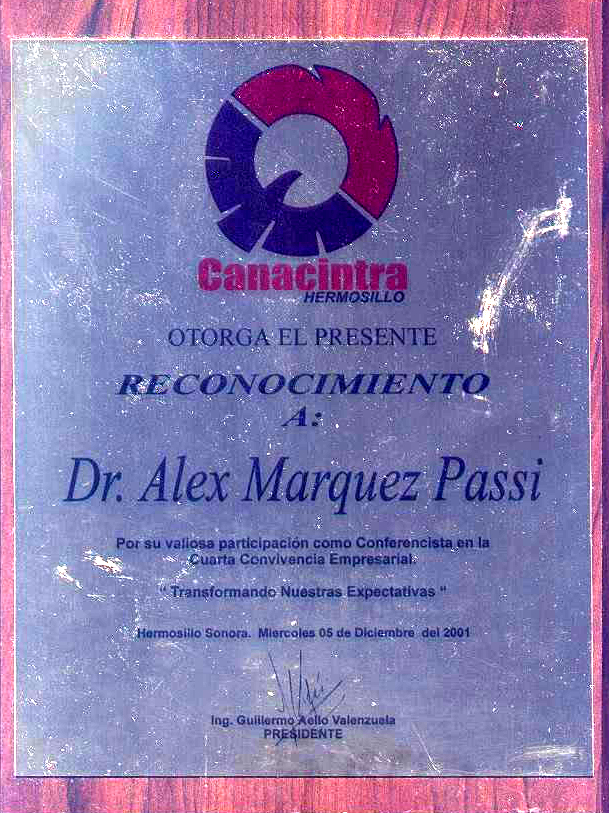 Canacintra
HERMOSILLO
OTORGA EL PRESENTE
RECONOCIMIENTO
A:
Dr. Alex Marquez Passi
Por su valiosa participación como Conferencista en la
Cuarta Convivencia Empresarial.
" Transformando Nuestras Expectativas "
Hermosillo Sonora. Miercoles 05 de Diciembre del 2001
Ing. Guillermo Aello Valenzuela
PRESIDENTE